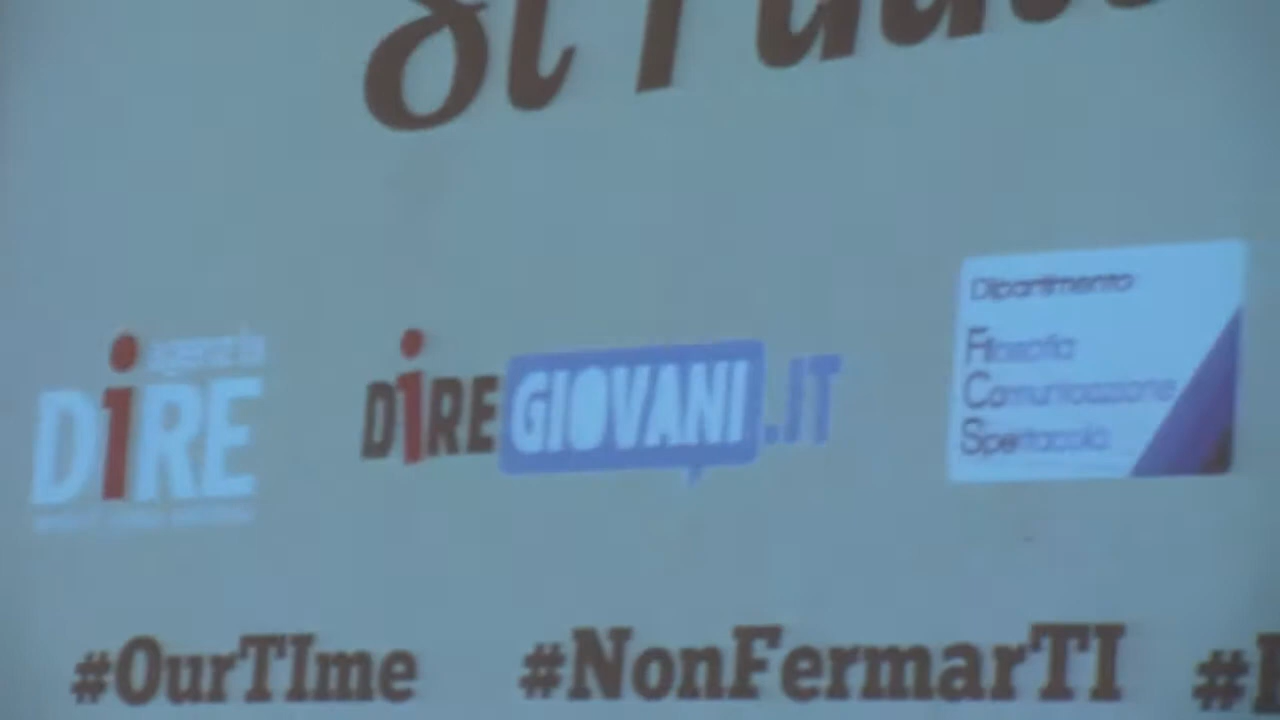 agenzia
DiRE
DiRE GIOVANI.IT
Dipartimento
Filosofia
Comunicazione
Spettacolo
#OurTIme
#NonFermarTI